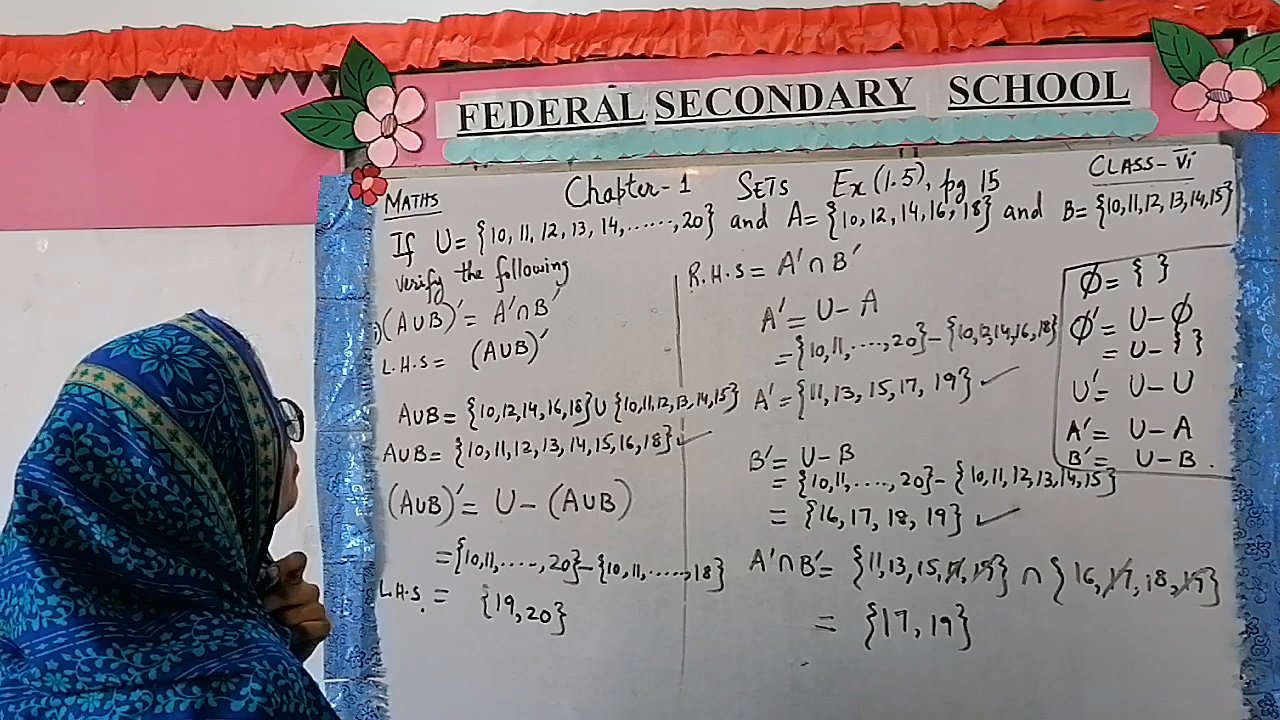 FEDERAL SECONDARY SCHOOL
MATHS
Chapter-1 SETS Ex(1.5), pg 15
CLASS-VI
If U= {10, 11, 12, 13, 14,......, 20} and A= {10, 12, 14, 16, 18} and B= {10, 11, 12, 13, 14, 15}
verify the following
i) (A∪B)′ = A′∩B′
L.H.S = (A∪B)′
A∪B= {10,12,14,16,18}∪{10,11,12,13,14,15}
A∪B= {10,11,12,13,14,15,16,18}✓
(A∪B)′= U-(A∪B)
={10,11,.....,20}-{10,11,.....,18}
L.H.S. = {19,20}
R.H.S = A′∩B′
A′= U-A
={10,11,....,20}-{10,12,14,16,18}
A′={11,13,15,17,19}✓
B′= U-B
= {10,11,....,20}-{10,11,12,13,14,15}
= {16,17,18,19}✓
A′∩B′= {11,13,15,17,19}∩{16,17,18,19}
= {17,19}
Ø= { }
Ø′= U-Ø
= U-{ }
U′= U-U
A′= U-A
B′= U-B.